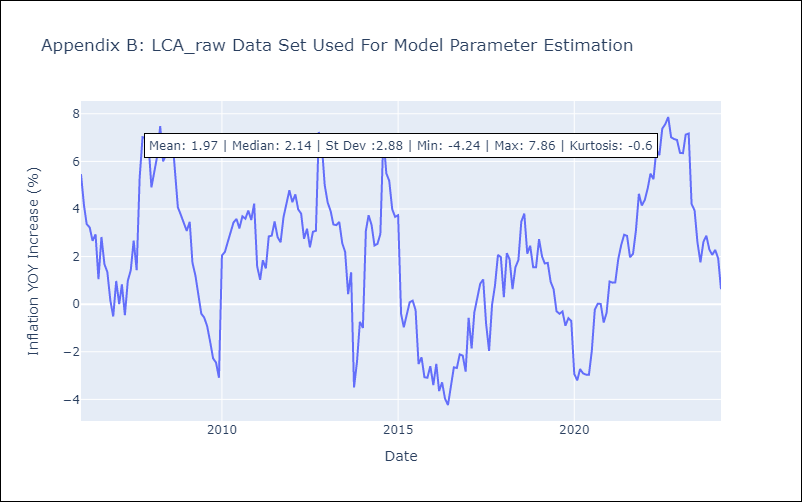 Appendix B: LCA_raw Data Set Used For Model Parameter Estimation
8
Mean: 1.97 | Median: 2.14 | St Dev :2.88 | Min: -4.24 | Max: 7.86 | Kurtosis: -0.6
6
4
2
0
−2
−4
Inflation YOY Increase (%)
2010 2015 2020
Date